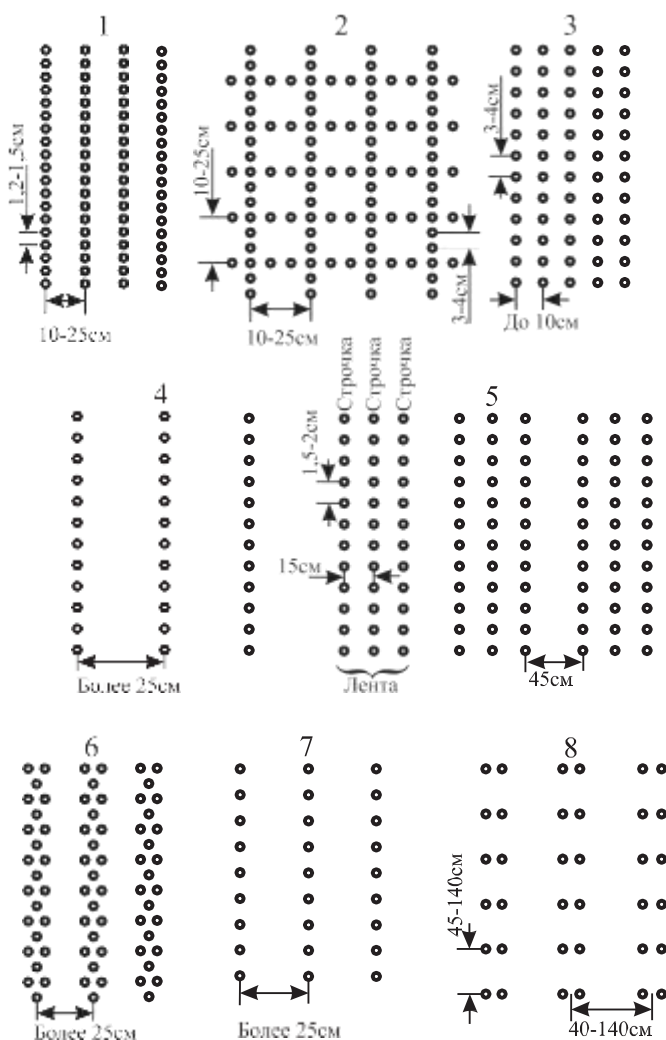 1
2
3
1,2-1,5см
10-25см
10-25см
10-25см
3-4см
3-4см
До 10см
4
5
Строчка
Строчка
Строчка
1,5-2см
15см
Более 25см
Лента
45см
6
7
8
45-140см
Более 25см
Более 25см
40-140см